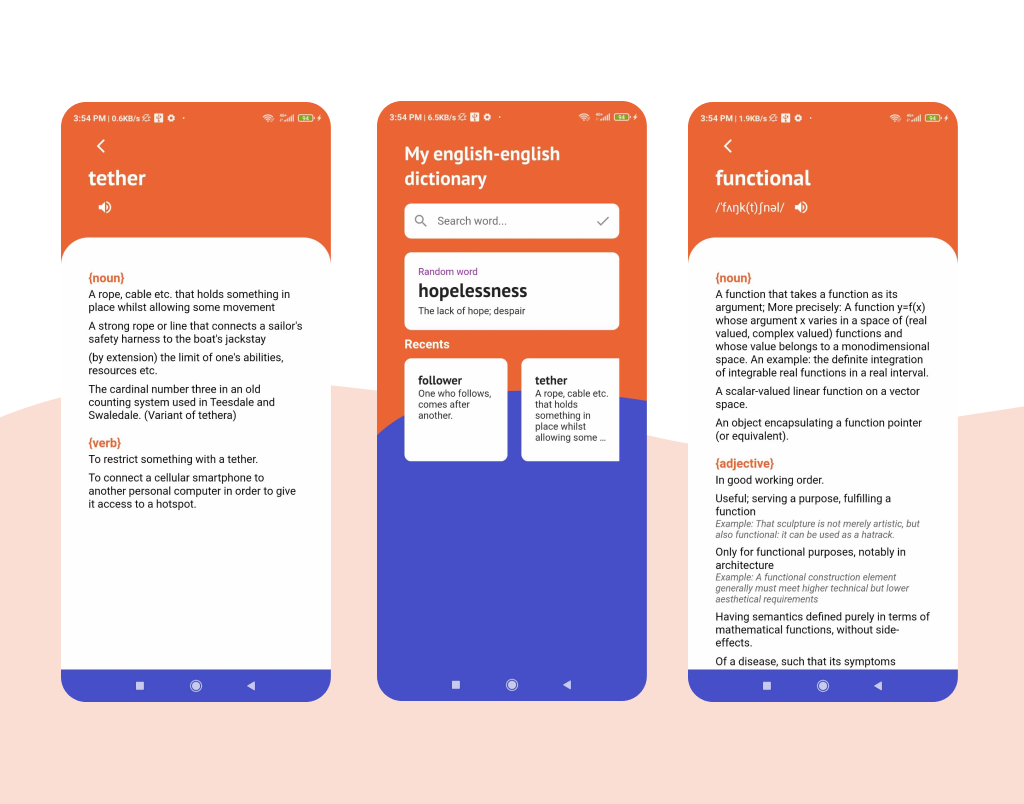 3:54 PM | 0.6KB/s
94
tether
{noun}
A rope, cable etc. that holds something in
place whilst allowing some movement
A strong rope or line that connects a sailor's
safety harness to the boat's jackstay
(by extension) the limit of one's abilities,
resources etc.
The cardinal number three in an old
counting system used in Teesdale and
Swaledale. (Variant of tethera)
{verb}
To restrict something with a tether.
To connect a cellular smartphone to
another personal computer in order to give
it access to a hotspot.
3:54 PM | 6.5KB/s
94
My english-english
dictionary
Search word...
Random word
hopelessness
The lack of hope; despair
Recents
follower
One who follows,
comes after
another.
tether
A rope, cable etc.
that holds
something in
place whilst
allowing some ...
3:54 PM | 1.9KB/s
94
functional
/ˈfʌŋk(t)ʃnəl/
{noun}
A function that takes a function as its
argument; More precisely: A function y=f(x)
whose argument x varies in a space of (real
valued, complex valued) functions and
whose value belongs to a monodimensional
space. An example: the definite integration
of integrable real functions in a real interval.
A scalar-valued linear function on a vector
space.
An object encapsulating a function pointer
(or equivalent).
{adjective}
In good working order.
Useful; serving a purpose, fulfilling a
function
Example: That sculpture is not merely artistic, but
also functional: it can be used as a hatrack.
Only for functional purposes, notably in
architecture
Example: A functional construction element
generally must meet higher technical but lower
aesthetical requirements
Having semantics defined purely in terms of
mathematical functions, without side-
effects.
Of a disease, such that its symptoms